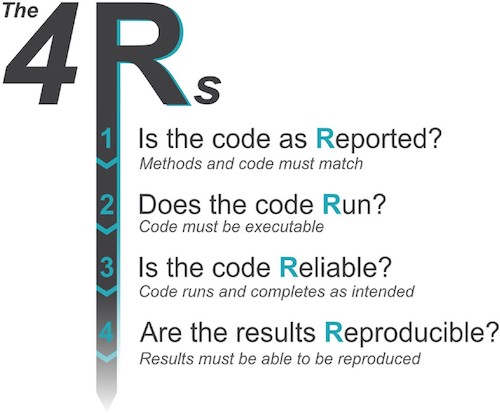 The
4Rs
1 Is the code as Reported?
Methods and code must match
2 Does the code Run?
Code must be executable
3 Is the code Reliable?
Code runs and completes as intended
4 Are the results Reproducible?
Results must be able to be reproduced